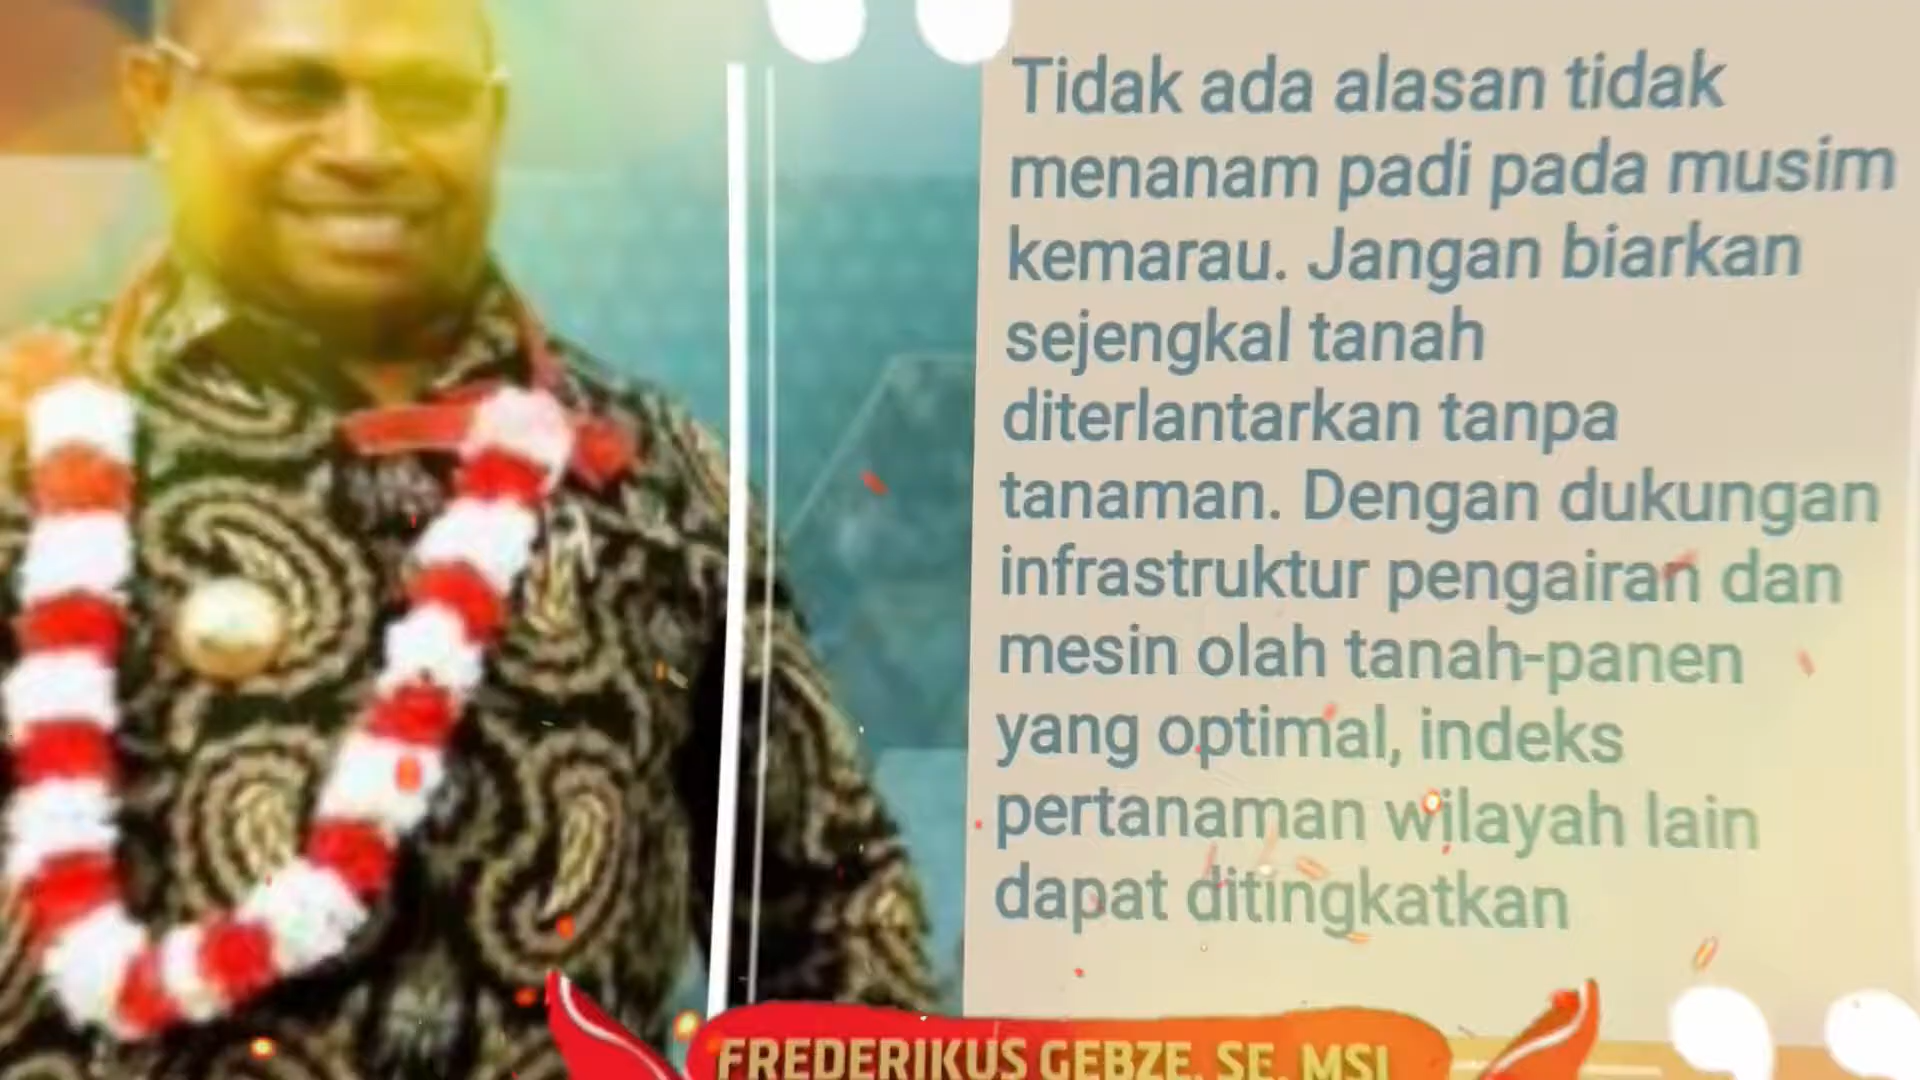 Tidak ada alasan tidak
menanam padi pada musim
kemarau. Jangan biarkan
sejengkal tanah
diterlantarkan tanpa
tanaman. Dengan dukungan
infrastruktur pengairan dan
mesin olah tanah-panen
yang optimal, indeks
pertanaman wilayah lain
dapat ditingkatkan
FREDERIKUS GEBZE, SE, MSI